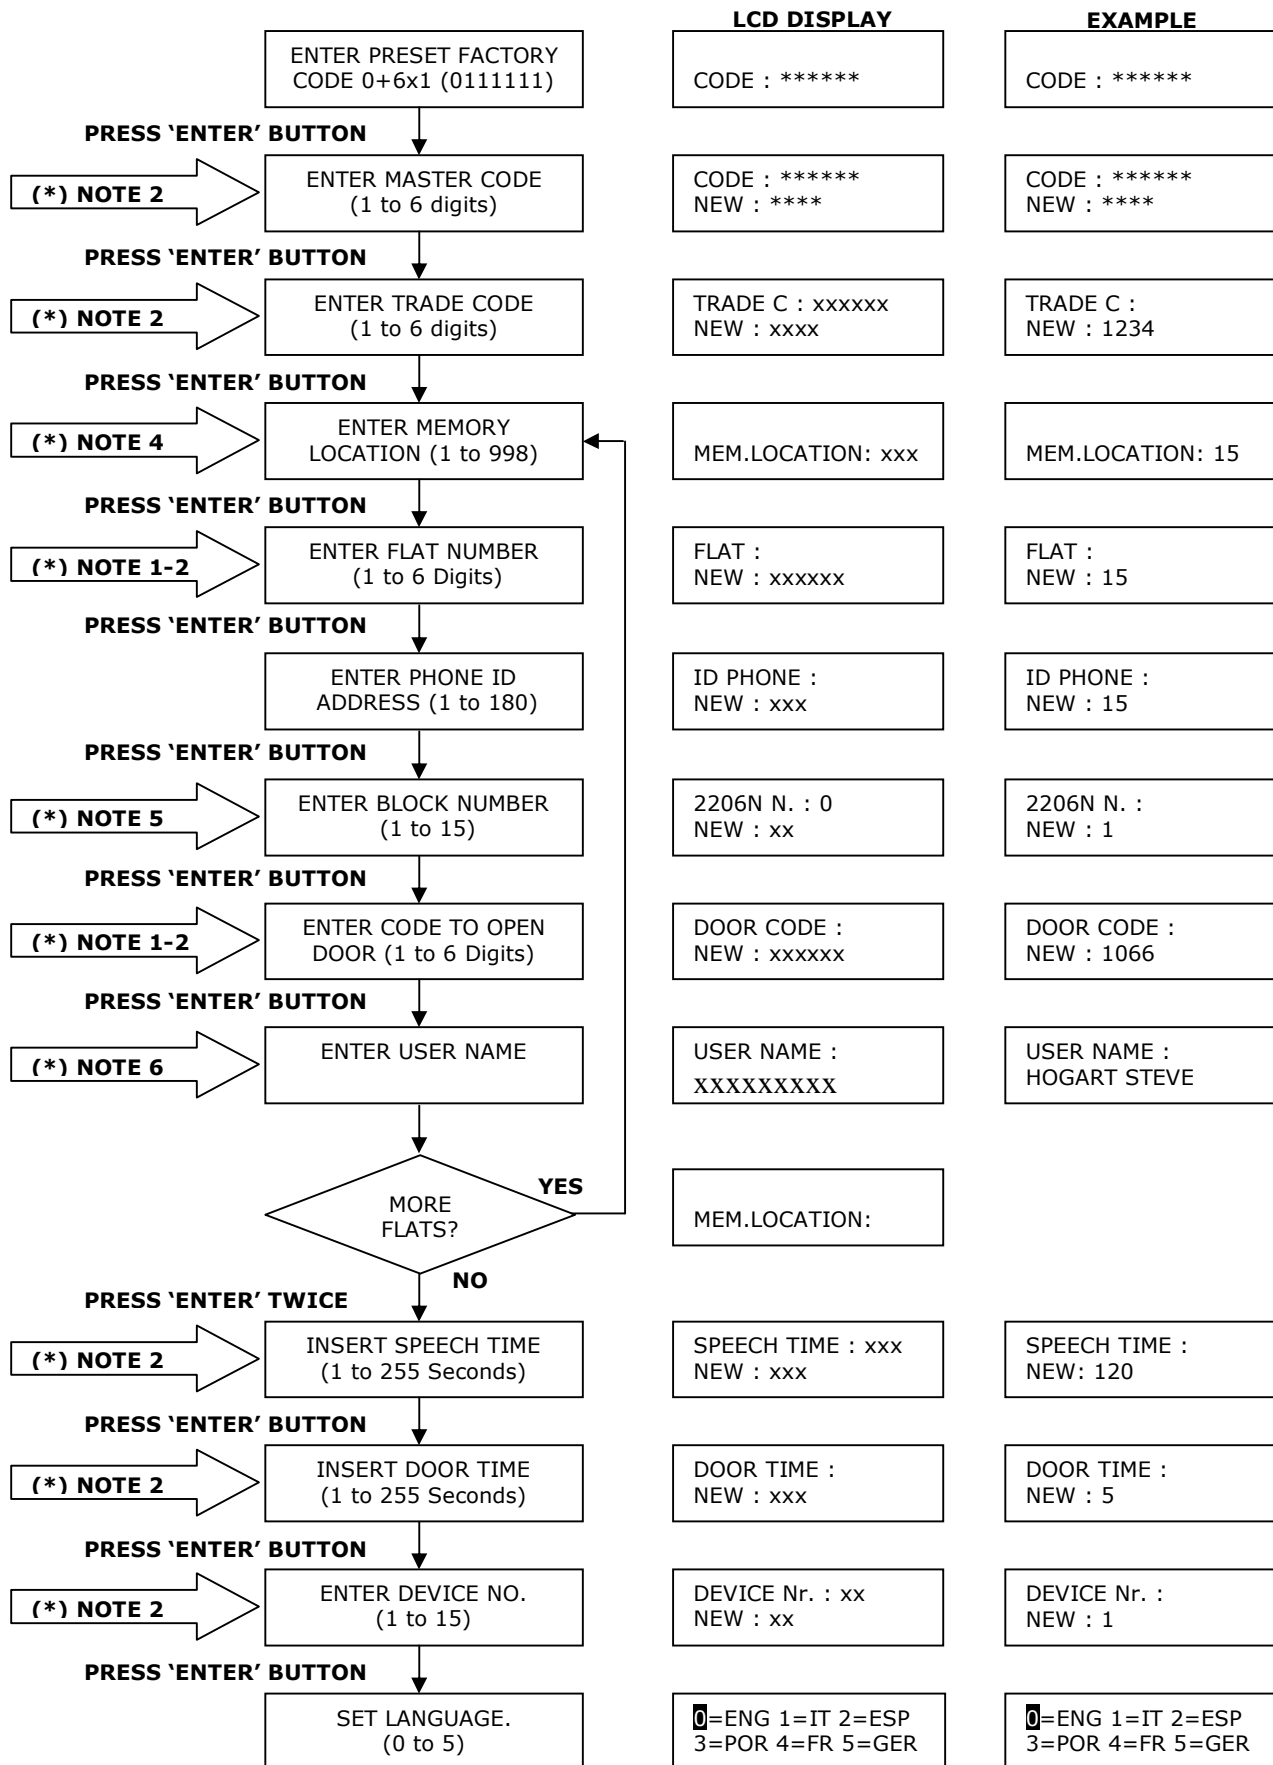 LCD DISPLAY EXAMPLE
ENTER PRESET FACTORY
CODE 0+6x1 (0111111)
CODE : ******
CODE : ******
PRESS ‘ENTER’ BUTTON
(*) NOTE 2
ENTER MASTER CODE
(1 to 6 digits)
CODE : ******
NEW : ****
CODE : ******
NEW : ****
PRESS ‘ENTER’ BUTTON
(*) NOTE 2
ENTER TRADE CODE
(1 to 6 digits)
TRADE C : xxxxxx
NEW : xxxx
TRADE C :
NEW : 1234
PRESS ‘ENTER’ BUTTON
(*) NOTE 4
ENTER MEMORY
LOCATION (1 to 998)
MEM.LOCATION: xxx
MEM.LOCATION: 15
PRESS ‘ENTER’ BUTTON
(*) NOTE 1-2
ENTER FLAT NUMBER
(1 to 6 Digits)
FLAT :
NEW : xxxxxx
FLAT :
NEW : 15
PRESS ‘ENTER’ BUTTON
ENTER PHONE ID
ADDRESS (1 to 180)
ID PHONE :
NEW : xxx
ID PHONE :
NEW : 15
PRESS ‘ENTER’ BUTTON
(*) NOTE 5
ENTER BLOCK NUMBER
(1 to 15)
2206N N. : 0
NEW : xx
2206N N. :
NEW : 1
PRESS ‘ENTER’ BUTTON
(*) NOTE 1-2
ENTER CODE TO OPEN
DOOR (1 to 6 Digits)
DOOR CODE :
NEW : xxxxxx
DOOR CODE :
NEW : 1066
PRESS ‘ENTER’ BUTTON
(*) NOTE 6
ENTER USER NAME
USER NAME :
xxxxxxxxx
USER NAME :
HOGART STEVE
MORE
FLATS?
YES
MEM.LOCATION:
NO
PRESS ‘ENTER’ TWICE
(*) NOTE 2
INSERT SPEECH TIME
(1 to 255 Seconds)
SPEECH TIME : xxx
NEW : xxx
SPEECH TIME :
NEW: 120
PRESS ‘ENTER’ BUTTON
(*) NOTE 2
INSERT DOOR TIME
(1 to 255 Seconds)
DOOR TIME :
NEW : xxx
DOOR TIME :
NEW : 5
PRESS ‘ENTER’ BUTTON
(*) NOTE 2
ENTER DEVICE NO.
(1 to 15)
DEVICE Nr. : xx
NEW : xx
DEVICE Nr. :
NEW : 1
PRESS ‘ENTER’ BUTTON
SET LANGUAGE.
(0 to 5)
0=ENG 1=IT 2=ESP
3=POR 4=FR 5=GER
0=ENG 1=IT 2=ESP
3=POR 4=FR 5=GER